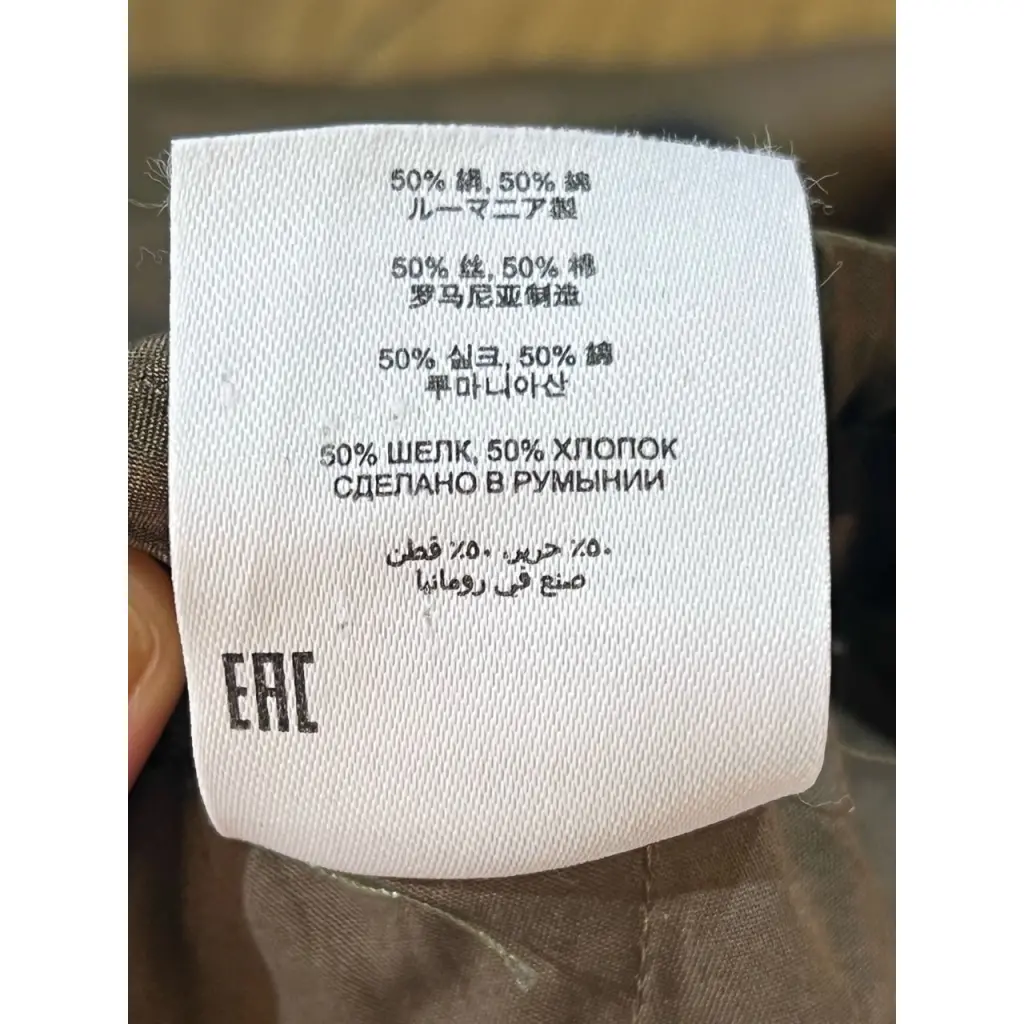 50% 絹, 50% 綿
ルーマニア製
50% 丝, 50% 棉
罗马尼亚制造
50% 실크, 50% 綿
루마니아산
50% ШЕЛК, 50% ХЛОПОК
СДЕЛАНО В РУМЫНИИ
٥٠٪ حرير، ٥٠٪ قطن
صنع في رومانيا
EAC